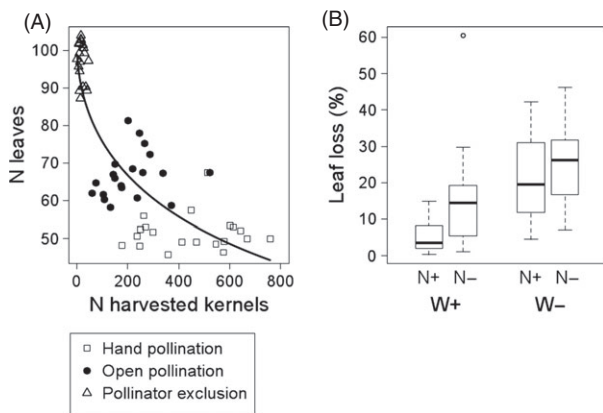 (A)
N leaves
100
90
80
70
60
50
0 200 400 600 800
N harvested kernels
□ Hand pollination
● Open pollination
△ Pollinator exclusion
(B)
Leaf loss (%)
60
50
40
30
20
10
0
N+ N– N+ N–
W+ W–